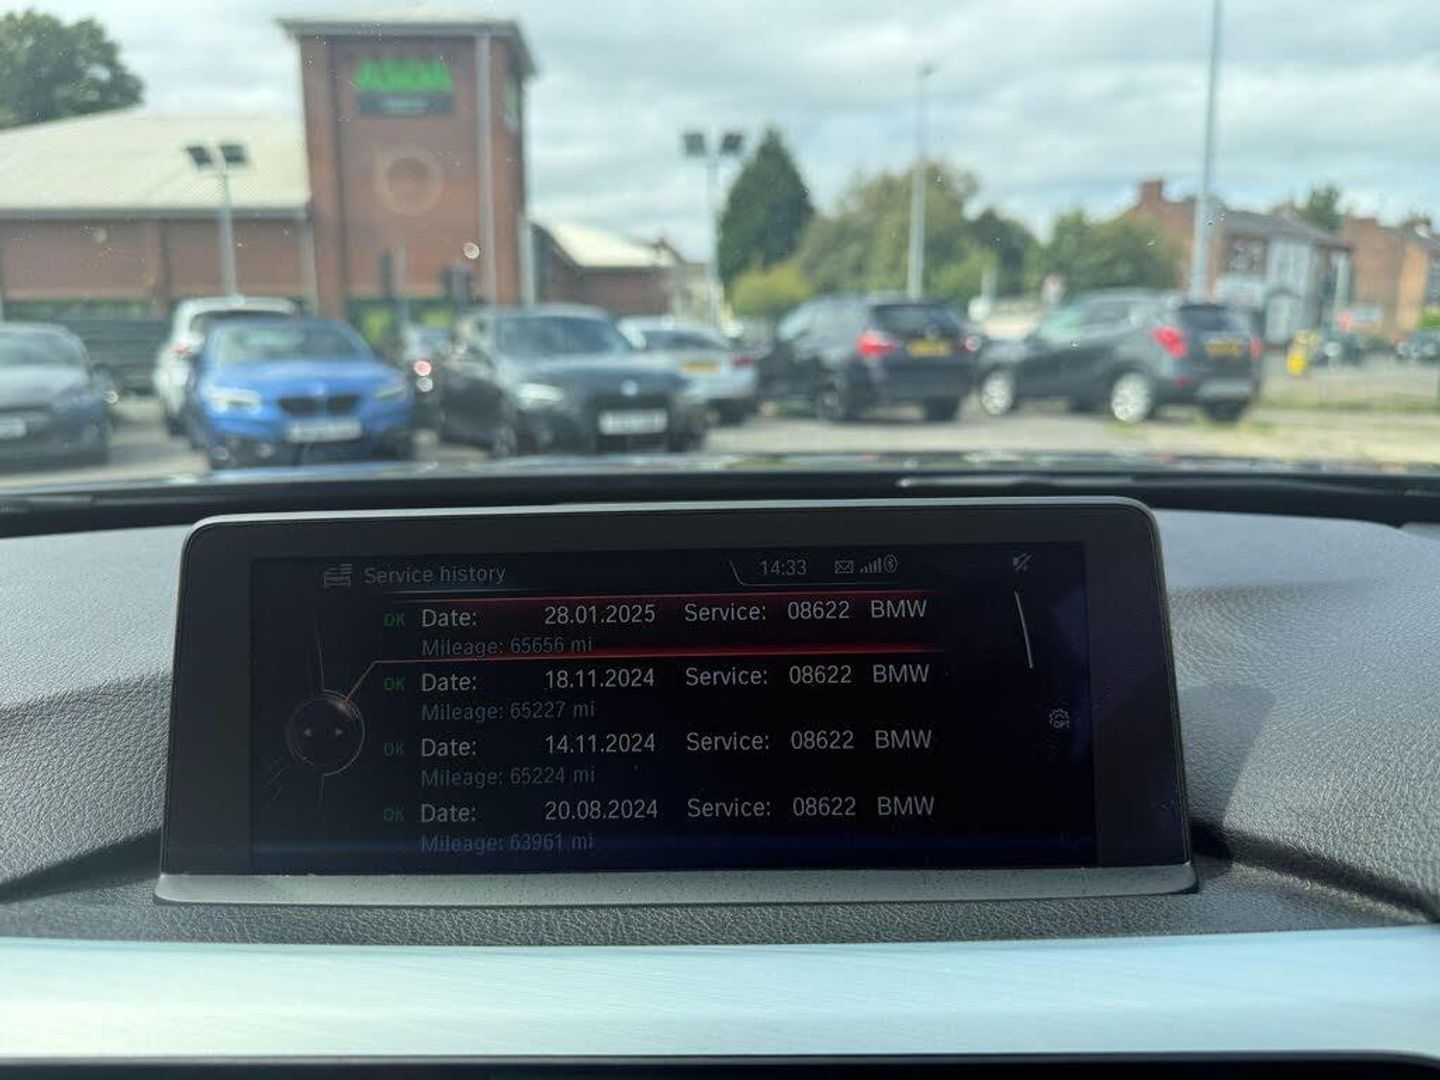 ASDA
Service history 14:33
OK Date: 28.01.2025 Service: 08622 BMW
Mileage: 65656 mi
OK Date: 18.11.2024 Service: 08622 BMW
Mileage: 65227 mi
OK Date: 14.11.2024 Service: 08622 BMW
Mileage: 65224 mi
OK Date: 20.08.2024 Service: 08622 BMW
Mileage: 63961 mi
OPT